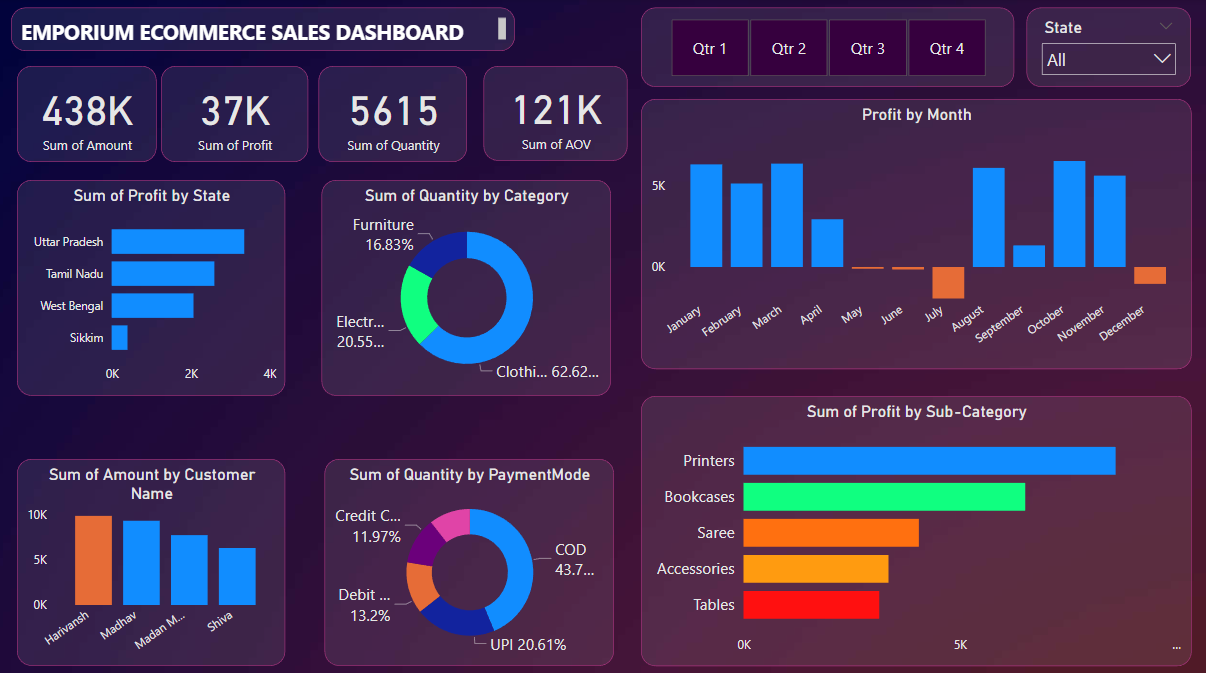 EMPORIUM ECOMMERCE SALES DASHBOARD
Qtr 1
Qtr 2
Qtr 3
Qtr 4
State
All
438K
Sum of Amount
37K
Sum of Profit
5615
Sum of Quantity
121K
Sum of AOV
Sum of Profit by State
Uttar Pradesh
Tamil Nadu
West Bengal
Sikkim
0K
2K
4K
Sum of Quantity by Category
Furniture
16.83%
Electr...
20.55...
Clothi... 62.62...
Profit by Month
5K
0K
January
February
March
April
May
June
July
August
September
October
November
December
Sum of Amount by Customer
Name
10K
5K
0K
Harivansh
Madhav
Madan M...
Shiva
Sum of Quantity by PaymentMode
Credit C...
11.97%
COD
43.7...
Debit ...
13.2%
UPI 20.61%
Sum of Profit by Sub-Category
Printers
Bookcases
Saree
Accessories
Tables
0K
5K
...